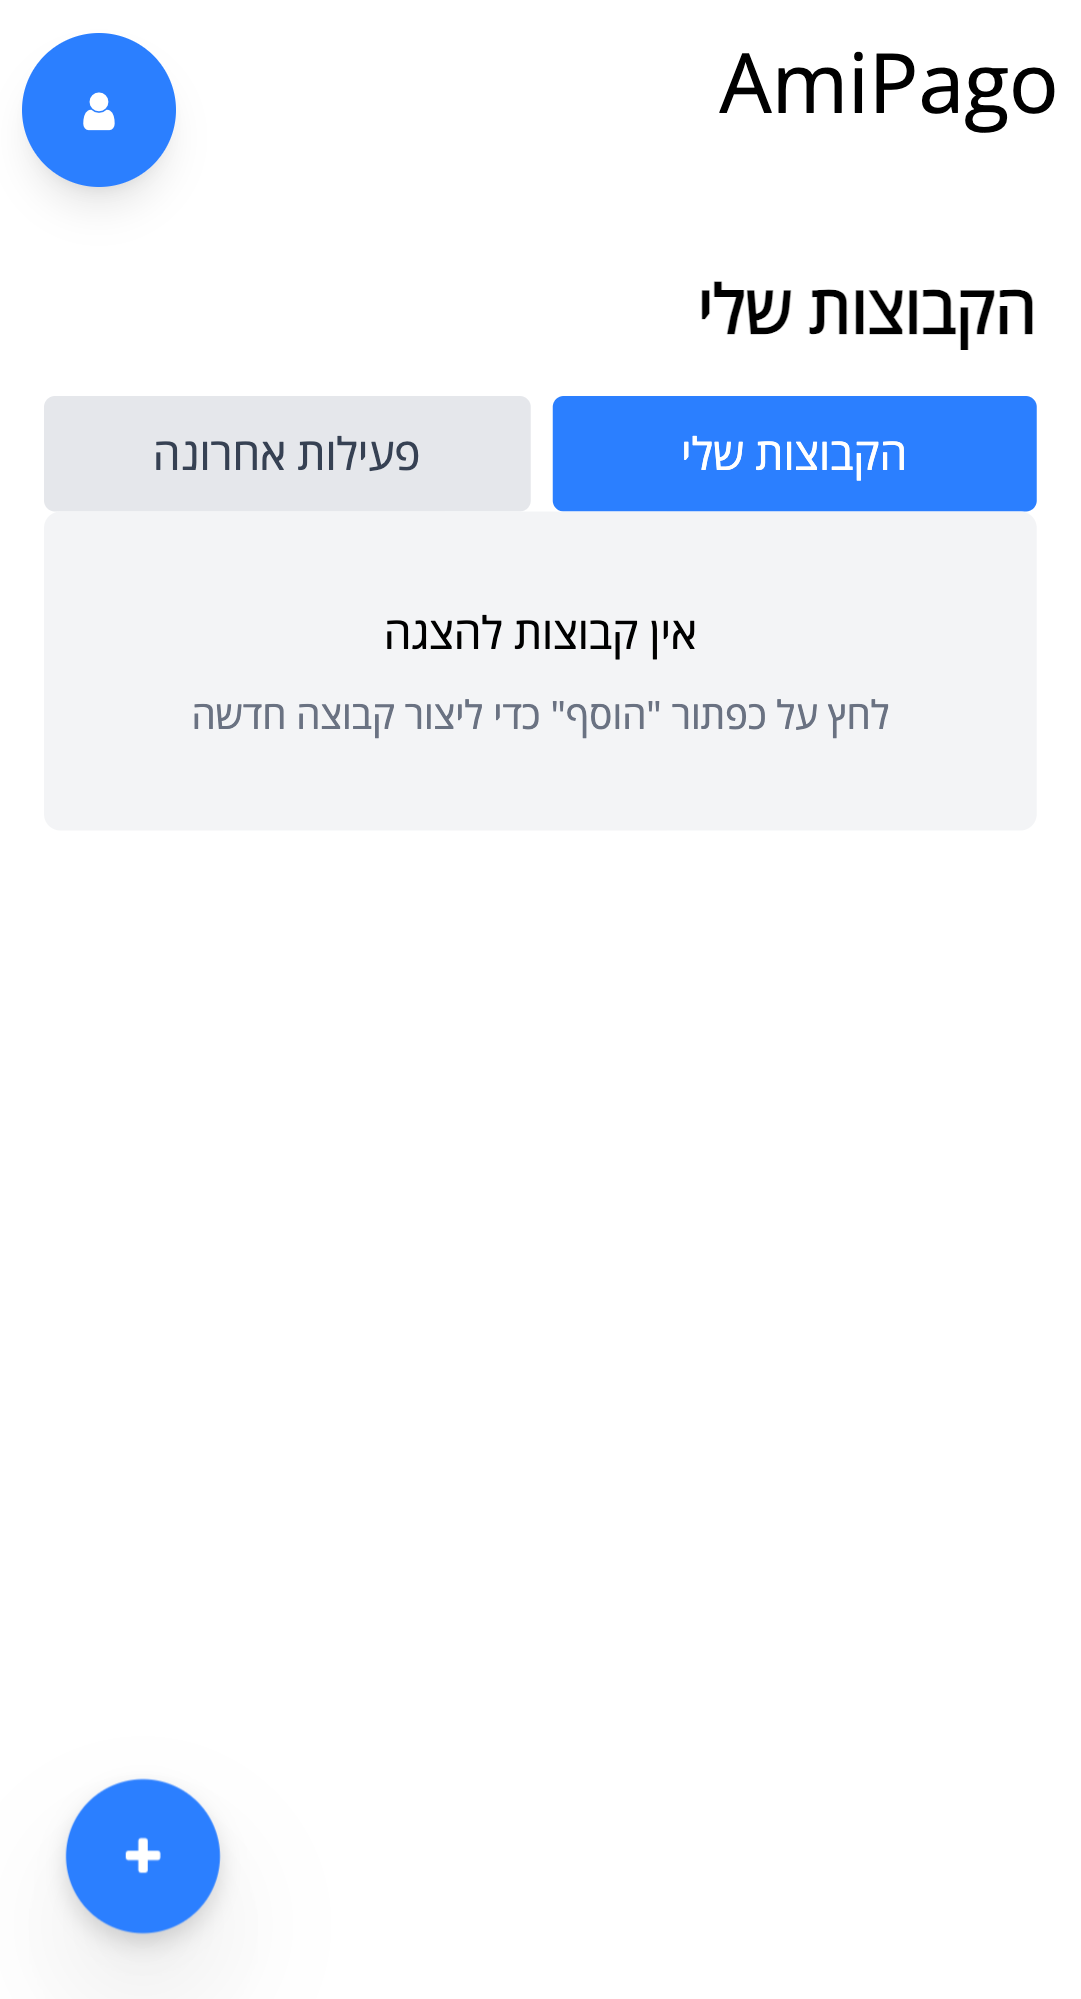 AmiPago
הקבוצות שלי
הקבוצות שלי
פעילות אחרונה
אין קבוצות להצגה
לחץ על כפתור "הוסף" כדי ליצור קבוצה חדשה